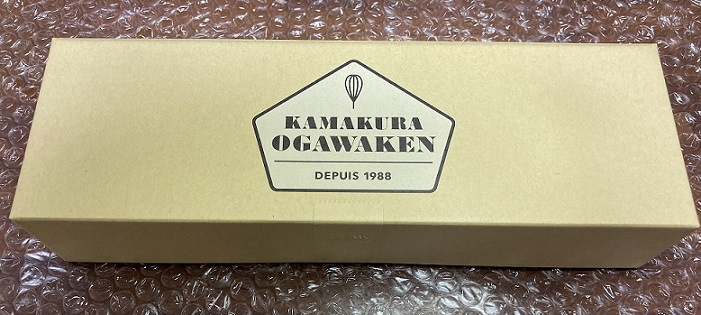 KAMAKURA
OGAWAKEN
DEPUIS 1988